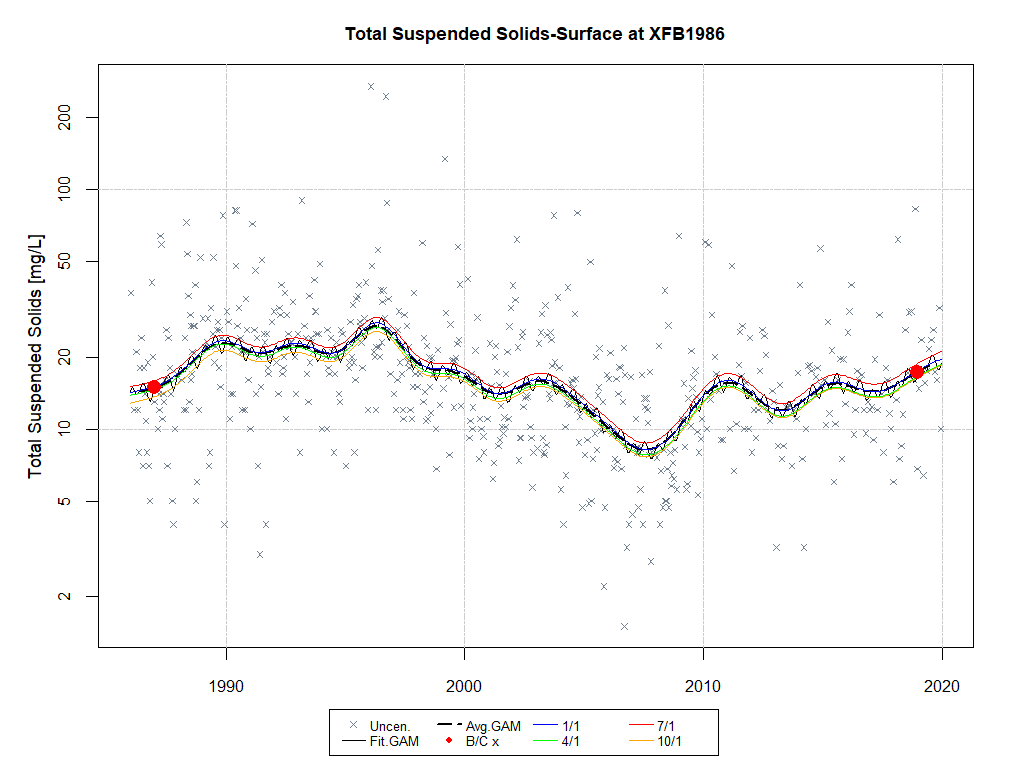 Total Suspended Solids-Surface at XFB1986
Total Suspended Solids [mg/L]
200
100
50
20
10
5
2
1990 2000 2010 2020
Uncen. Avg.GAM 1/1 7/1
Fit.GAM B/C x 4/1 10/1